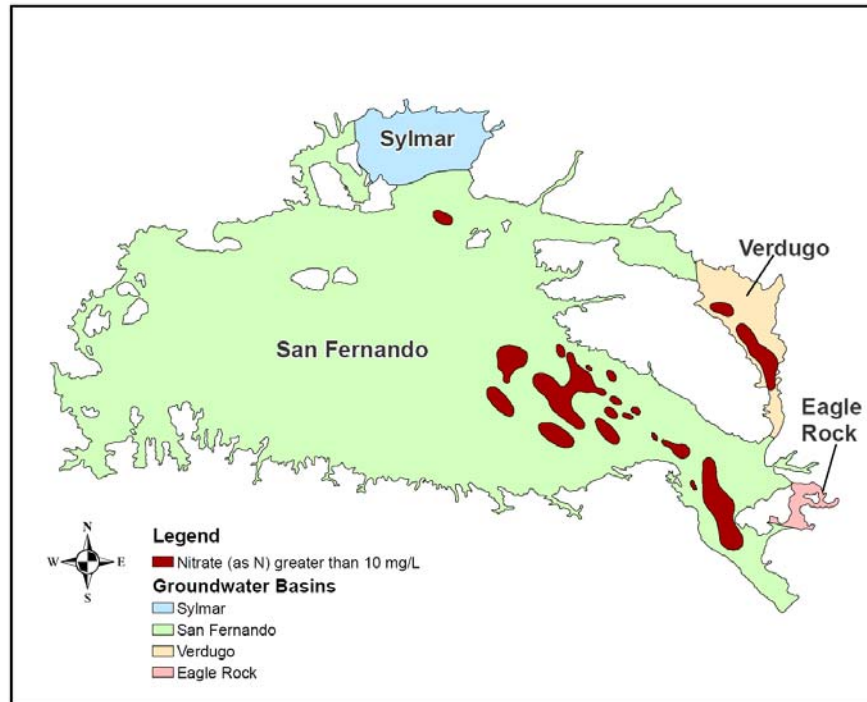 Sylmar
Verdugo
San Fernando
Eagle
Rock
N
W E
S
Legend
Nitrate (as N) greater than 10 mg/L
Groundwater Basins
Sylmar
San Fernando
Verdugo
Eagle Rock